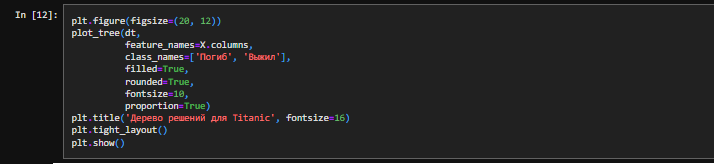 In [12]:
plt.figure(figsize=(20, 12))
plot_tree(dt,
feature_names=X.columns,
class_names=['Погиб', 'Выжил'],
filled=True,
rounded=True,
fontsize=10,
proportion=True)
plt.title('Дерево решений для Titanic', fontsize=16)
plt.tight_layout()
plt.show()